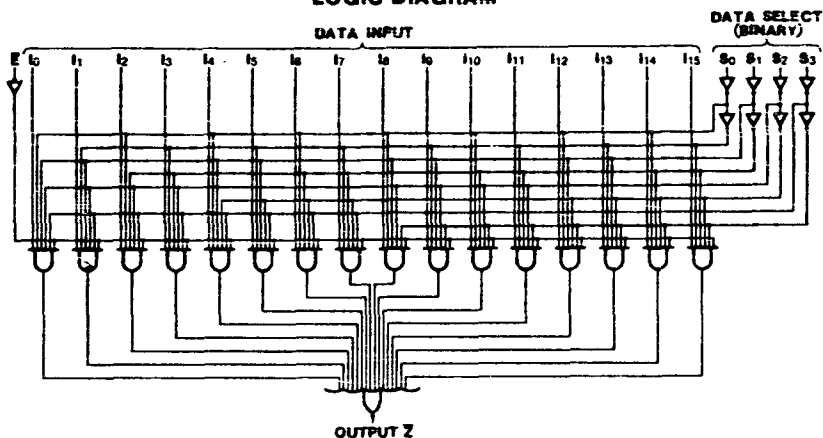 LOGIC DIAGRAM
DATA SELECT
(BINARY)
DATA INPUT
E I0 I1 I2 I3 I4 I5 I6 I7 I8 I9 I10 I11 I12 I13 I14 I15 S0 S1 S2 S3
OUTPUT Z̅